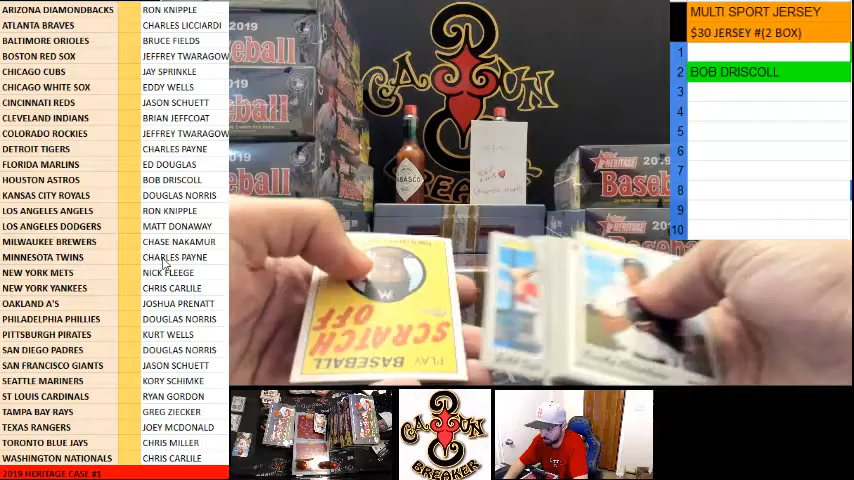 ARIZONA DIAMONDBACKS RON KNIPPLE
ATLANTA BRAVES CHARLES LICCIARDI
BALTIMORE ORIOLES BRUCE FIELDS
BOSTON RED SOX JEFFREY TWARAGOW
CHICAGO CUBS JAY SPRINKLE
CHICAGO WHITE SOX EDDY WELLS
CINCINNATI REDS JASON SCHUETT
CLEVELAND INDIANS BRIAN JEFFCOAT
COLORADO ROCKIES JEFFREY TWARAGOW
DETROIT TIGERS CHARLES PAYNE
FLORIDA MARLINS ED DOUGLAS
HOUSTON ASTROS BOB DRISCOLL
KANSAS CITY ROYALS DOUGLAS NORRIS
LOS ANGELES ANGELS RON KNIPPLE
LOS ANGELES DODGERS MATT DONAWAY
MILWAUKEE BREWERS CHASE NAKAMUR
MINNESOTA TWINS CHARLES PAYNE
NEW YORK METS NICK FLEEGE
NEW YORK YANKEES CHRIS CARLILE
OAKLAND A'S JOSHUA PRENATT
PHILADELPHIA PHILLIES DOUGLAS NORRIS
PITTSBURGH PIRATES KURT WELLS
SAN DIEGO PADRES DOUGLAS NORRIS
SAN FRANCISCO GIANTS JASON SCHUETT
SEATTLE MARINERS KORY SCHIMKE
ST LOUIS CARDINALS RYAN GORDON
TAMPA BAY RAYS GREG ZIECKER
TEXAS RANGERS JOEY MCDONALD
TORONTO BLUE JAYS CHRIS MILLER
WASHINGTON NATIONALS CHRIS CARLILE
2019 HERITAGE CASE #1
MULTI SPORT JERSEY
$30 JERSEY #(2 BOX)
1
2 BOB DRISCOLL
3
4
5
6
7
8
9
10
CAJUN
BREAKER
TABASCO
Heritage 2019
Baseball
PLAY BASEBALL
SCRATCH OFF
CAJUN
BREAKER